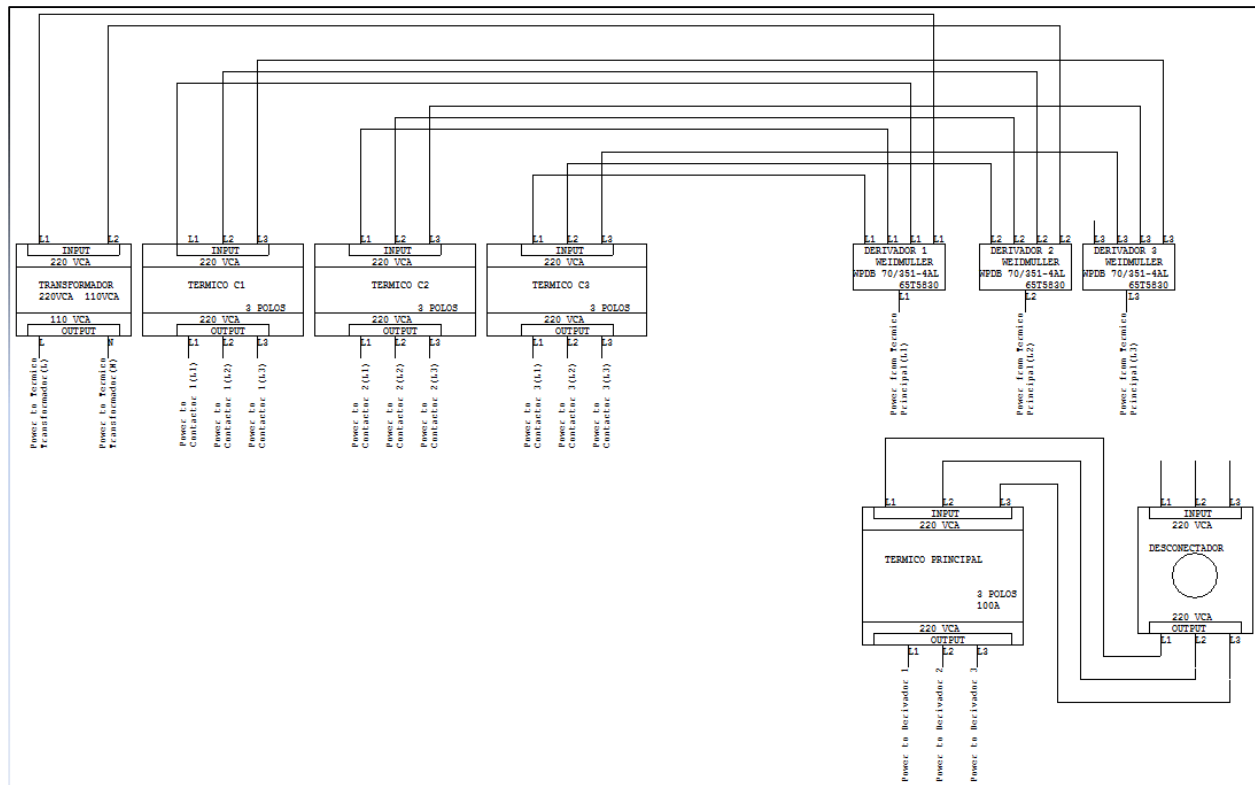 L1 L2
INPUT
220 VCA
TRANSFORMADOR
220VCA 110VCA
110 VCA
OUTPUT
L N
Power to Termico
Transformador(L)
Power to Termico
Transformador(N)
L1 L2 L3
INPUT
220 VCA
TERMICO C1
3 POLOS
220 VCA
OUTPUT
L1 L2 L3
Power to
Contactor 1(L1)
Power to
Contactor 1(L2)
Power to
Contactor 1(L3)
L1 L2 L3
INPUT
220 VCA
TERMICO C2
3 POLOS
220 VCA
OUTPUT
L1 L2 L3
Power to
Contactor 2(L1)
Power to
Contactor 2(L2)
Power to
Contactor 2(L3)
L1 L2 L3
INPUT
220 VCA
TERMICO C3
3 POLOS
220 VCA
OUTPUT
L1 L2 L3
Power to
Contactor 3(L1)
Power to
Contactor 3(L2)
Power to
Contactor 3(L3)
L1 L1 L1 L1
DERIVADOR 1
WEIDMULLER
WPDB 70/351-4AL
65T5830
L1
Power from Termico
Principal(L1)
L2 L2 L2 L2
DERIVADOR 2
WEIDMULLER
WPDB 70/351-4AL
65T5830
L2
Power from Termico
Principal(L2)
L3 L3 L3 L3
DERIVADOR 3
WEIDMULLER
WPDB 70/351-4AL
65T5830
L3
Power from Termico
Principal(L3)
L1 L2 L3
INPUT
220 VCA
TERMICO PRINCIPAL
3 POLOS
100A
220 VCA
OUTPUT
L1 L2 L3
Power to Derivador 1
Power to Derivador 2
Power to Derivador 3
L1 L2 L3
INPUT
220 VCA
DESCONECTADOR
220 VCA
OUTPUT
L1 L2 L3